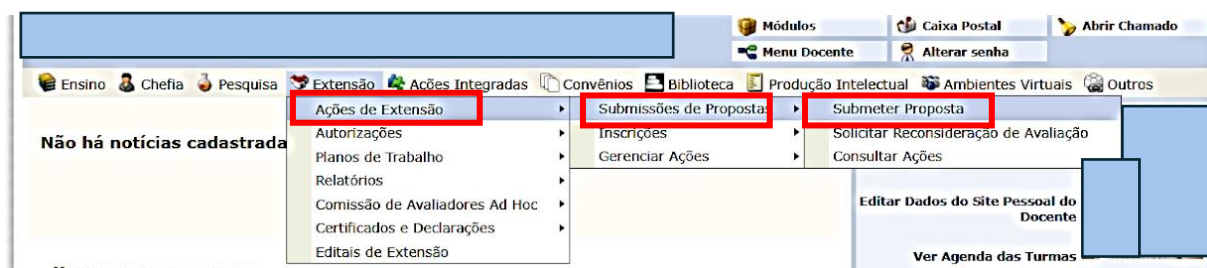 Módulos Caixa Postal Abrir Chamado
Menu Docente Alterar senha
Ensino Chefia Pesquisa Extensão Ações Integradas Convênios Biblioteca Produção Intelectual Ambientes Virtuais Outros
Ações de Extensão Submissões de Propostas Submeter Proposta
Autorizações Inscrições Solicitar Reconsideração de Avaliação
Não há notícias cadastrada
Planos de Trabalho Gerenciar Ações Consultar Ações
Relatórios
Comissão de Avaliadores Ad Hoc
Certificados e Declarações
Editais de Extensão
Editar Dados do Site Pessoal do
Docente
Ver Agenda das Turmas